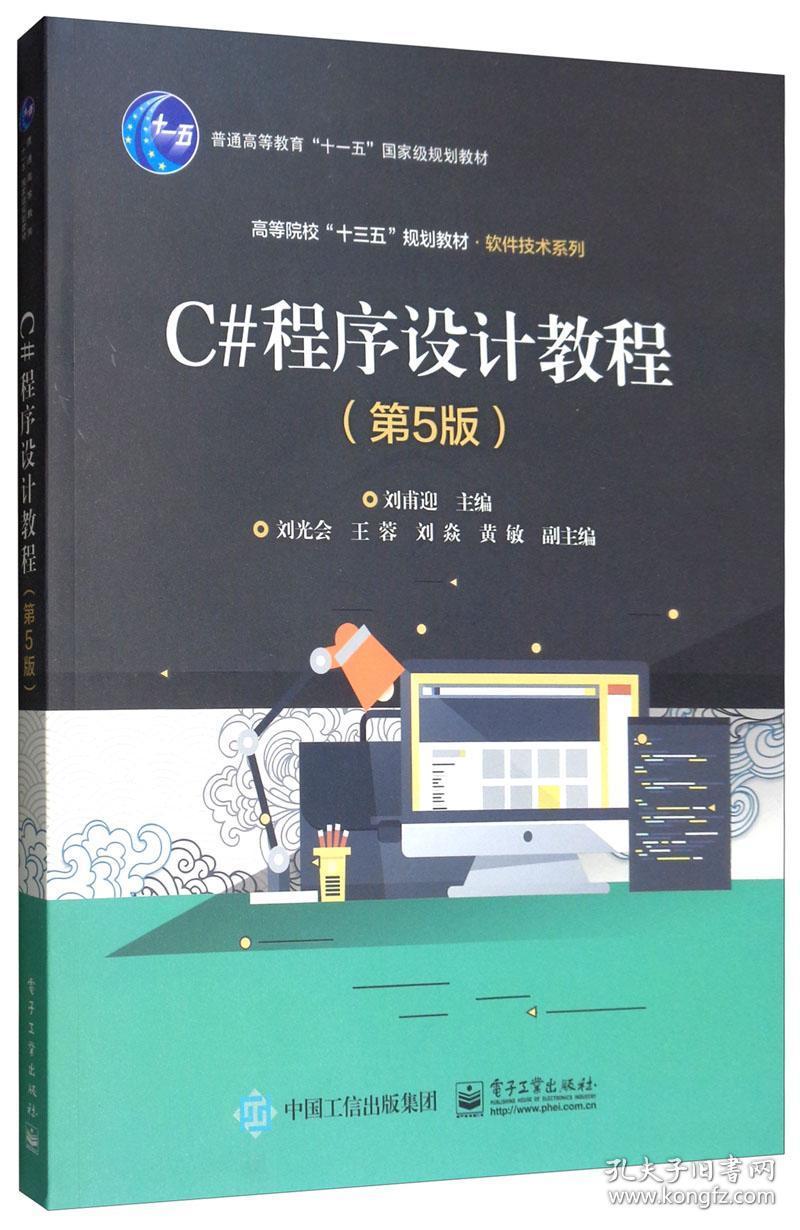 十一五
普通高等教育“十一五”国家级规划教材
高等院校“十三五”规划教材·软件技术系列
C#程序设计教程
（第5版）
刘甫迎 主编
刘光会 王蓉 刘焱 黄敏 副主编
中国工信出版集团
電子工業出版社
PUBLISHING HOUSE OF ELECTRONICS INDUSTRY
http://www.phei.com.cn
C#程序设计教程（第5版）
電子工業出版社
孔夫子旧書网
www.kongfz.com